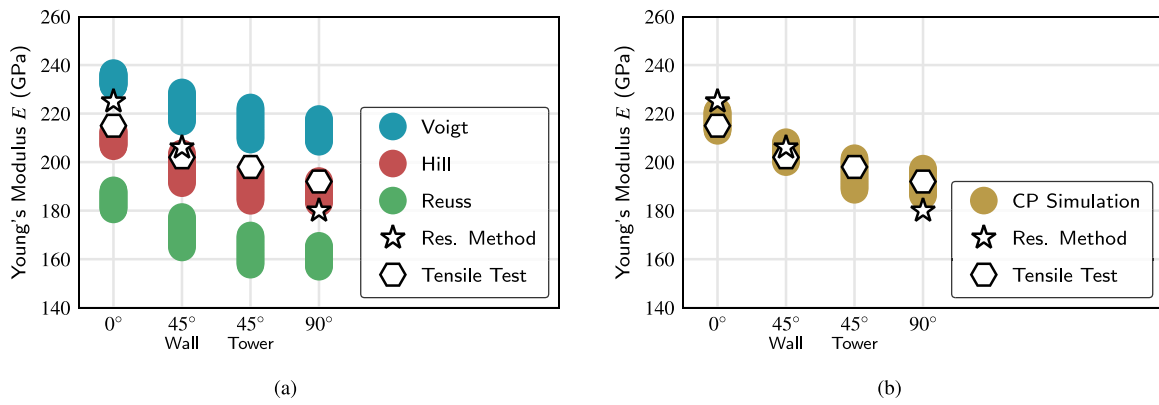 Young's Modulus E (GPa)
260
240
220
200
180
160
140
0°
45°
Wall
45°
Tower
90°
Voigt
Hill
Reuss
Res. Method
Tensile Test
(a)
Young's Modulus E (GPa)
260
240
220
200
180
160
140
0°
45°
Wall
45°
Tower
90°
CP Simulation
Res. Method
Tensile Test
(b)